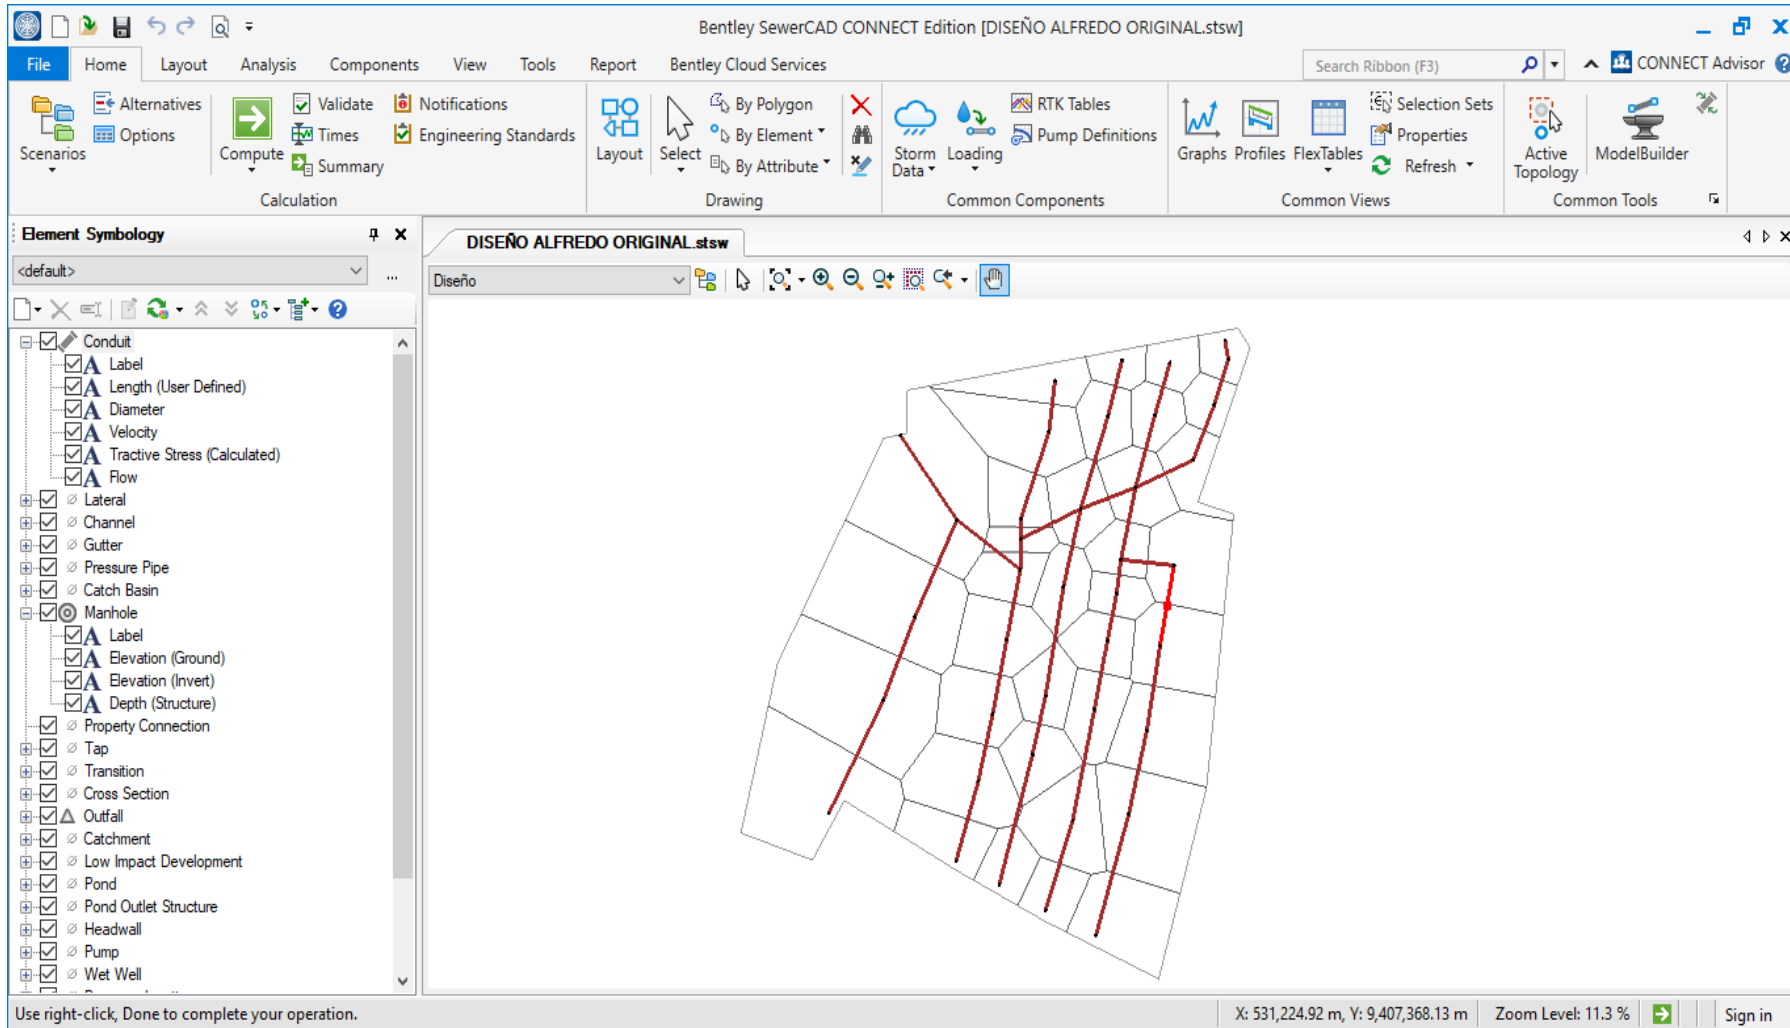 Bentley SewerCAD CONNECT Edition [DISEÑO ALFREDO ORIGINAL.stsw]
File Home Layout Analysis Components View Tools Report Bentley Cloud Services Search Ribbon (F3) CONNECT Advisor
Scenarios
Alternatives
Options
Compute
Validate
Times
Summary
Notifications
Engineering Standards
Calculation
Layout
Select
By Polygon
By Element
By Attribute
Drawing
Storm Data
Loading
RTK Tables
Pump Definitions
Common Components
Graphs
Profiles
FlexTables
Selection Sets
Properties
Refresh
Common Views
Active Topology
ModelBuilder
Common Tools
Element Symbology
<default>
...
Conduit
Label
Length (User Defined)
Diameter
Velocity
Tractive Stress (Calculated)
Flow
Lateral
Channel
Gutter
Pressure Pipe
Catch Basin
Manhole
Label
Elevation (Ground)
Elevation (Invert)
Depth (Structure)
Property Connection
Tap
Transition
Cross Section
Outfall
Catchment
Low Impact Development
Pond
Pond Outlet Structure
Headwall
Pump
Wet Well
DISEÑO ALFREDO ORIGINAL.stsw
Diseño
Use right-click, Done to complete your operation.
X: 531,224.92 m, Y: 9,407,368.13 m
Zoom Level: 11.3 %
Sign in